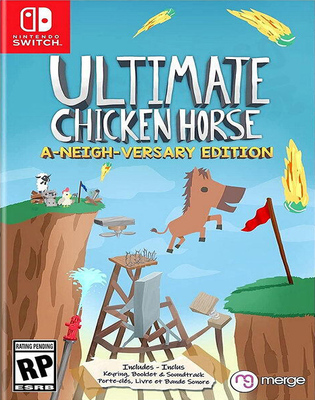 NINTENDO
SWITCH™
ULTIMATE
CHICKEN HORSE
A-NEIGH-VERSARY EDITION
RATING PENDING
RP
ESRB
Includes - Inclus
Keyring, Booklet & Soundtrack
Porte-clés, Livre et Bande Sonore
merge